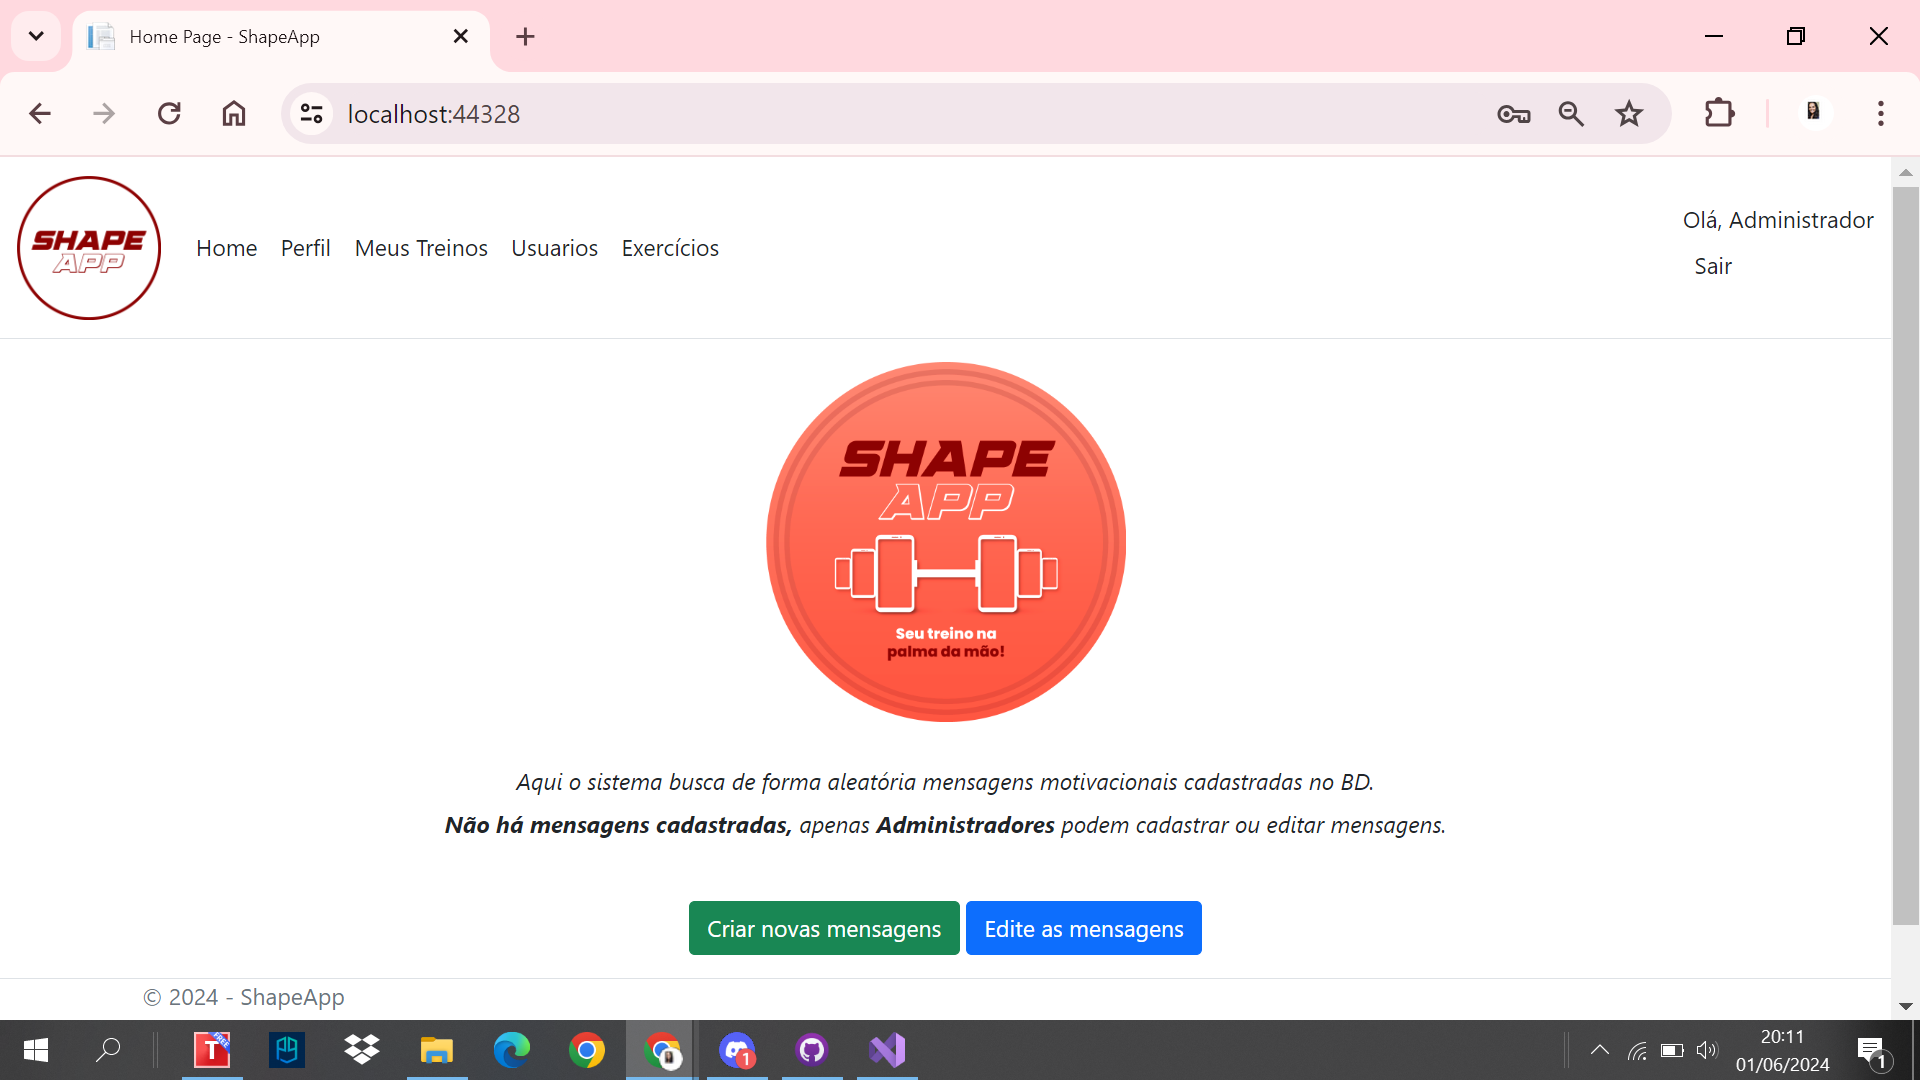 Home Page - ShapeApp
localhost:44328
SHAPE
APP
Home Perfil Meus Treinos Usuarios Exercícios
Olá, Administrador
Sair
SHAPE
APP
Seu treino na
palma da mão!
Aqui o sistema busca de forma aleatória mensagens motivacionais cadastradas no BD.
Não há mensagens cadastradas, apenas Administradores podem cadastrar ou editar mensagens.
Criar novas mensagens Edite as mensagens
© 2024 - ShapeApp
T FREE
1
20:11
01/06/2024
1